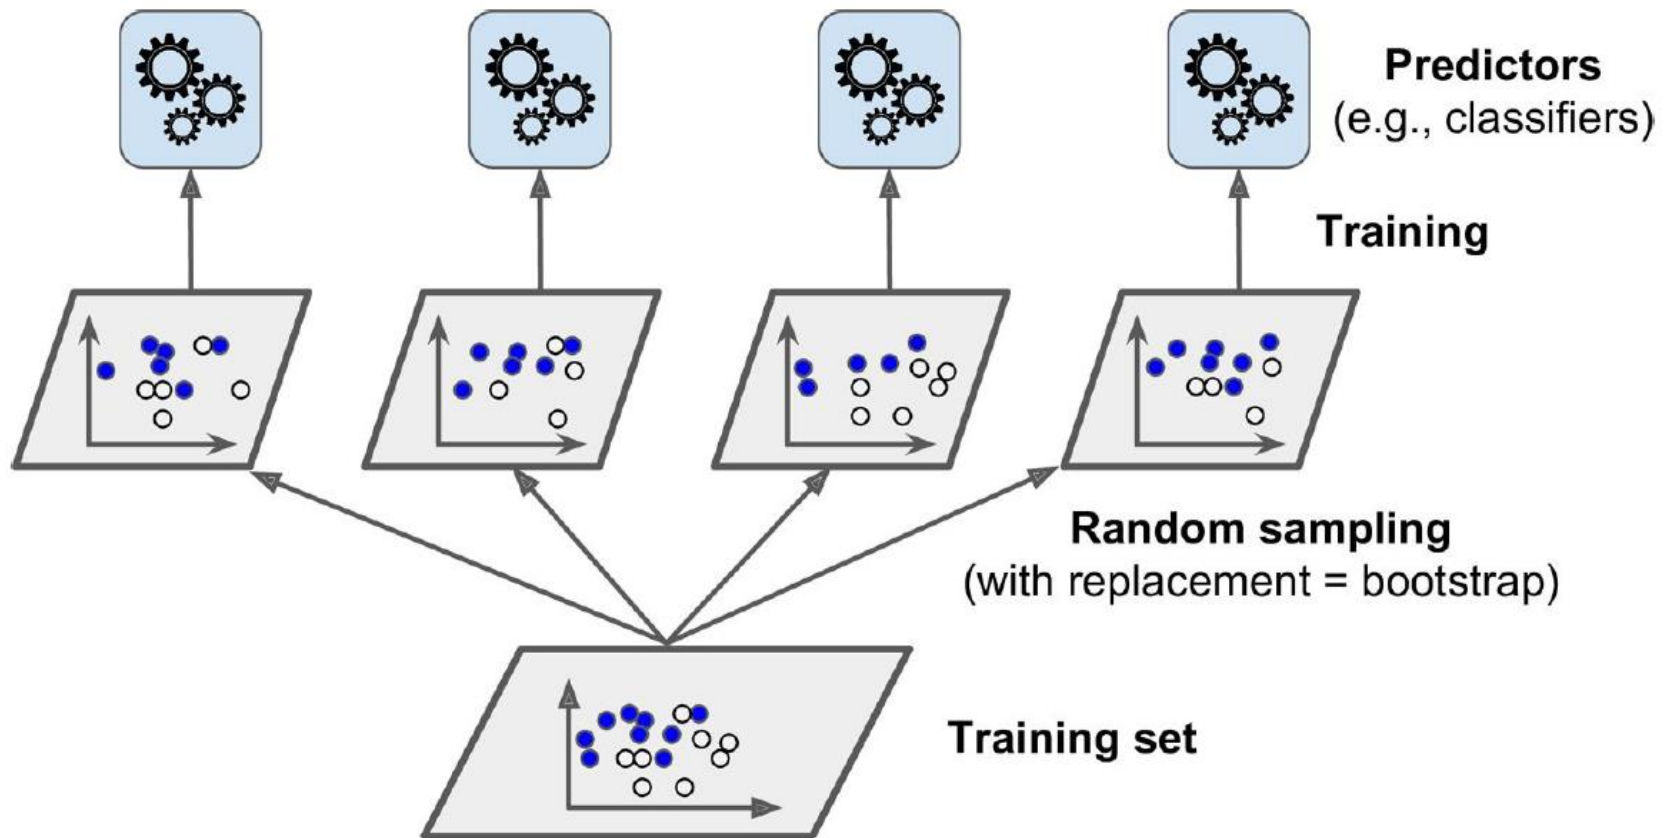 Predictors
(e.g., classifiers)
Training
Random sampling
(with replacement = bootstrap)
Training set